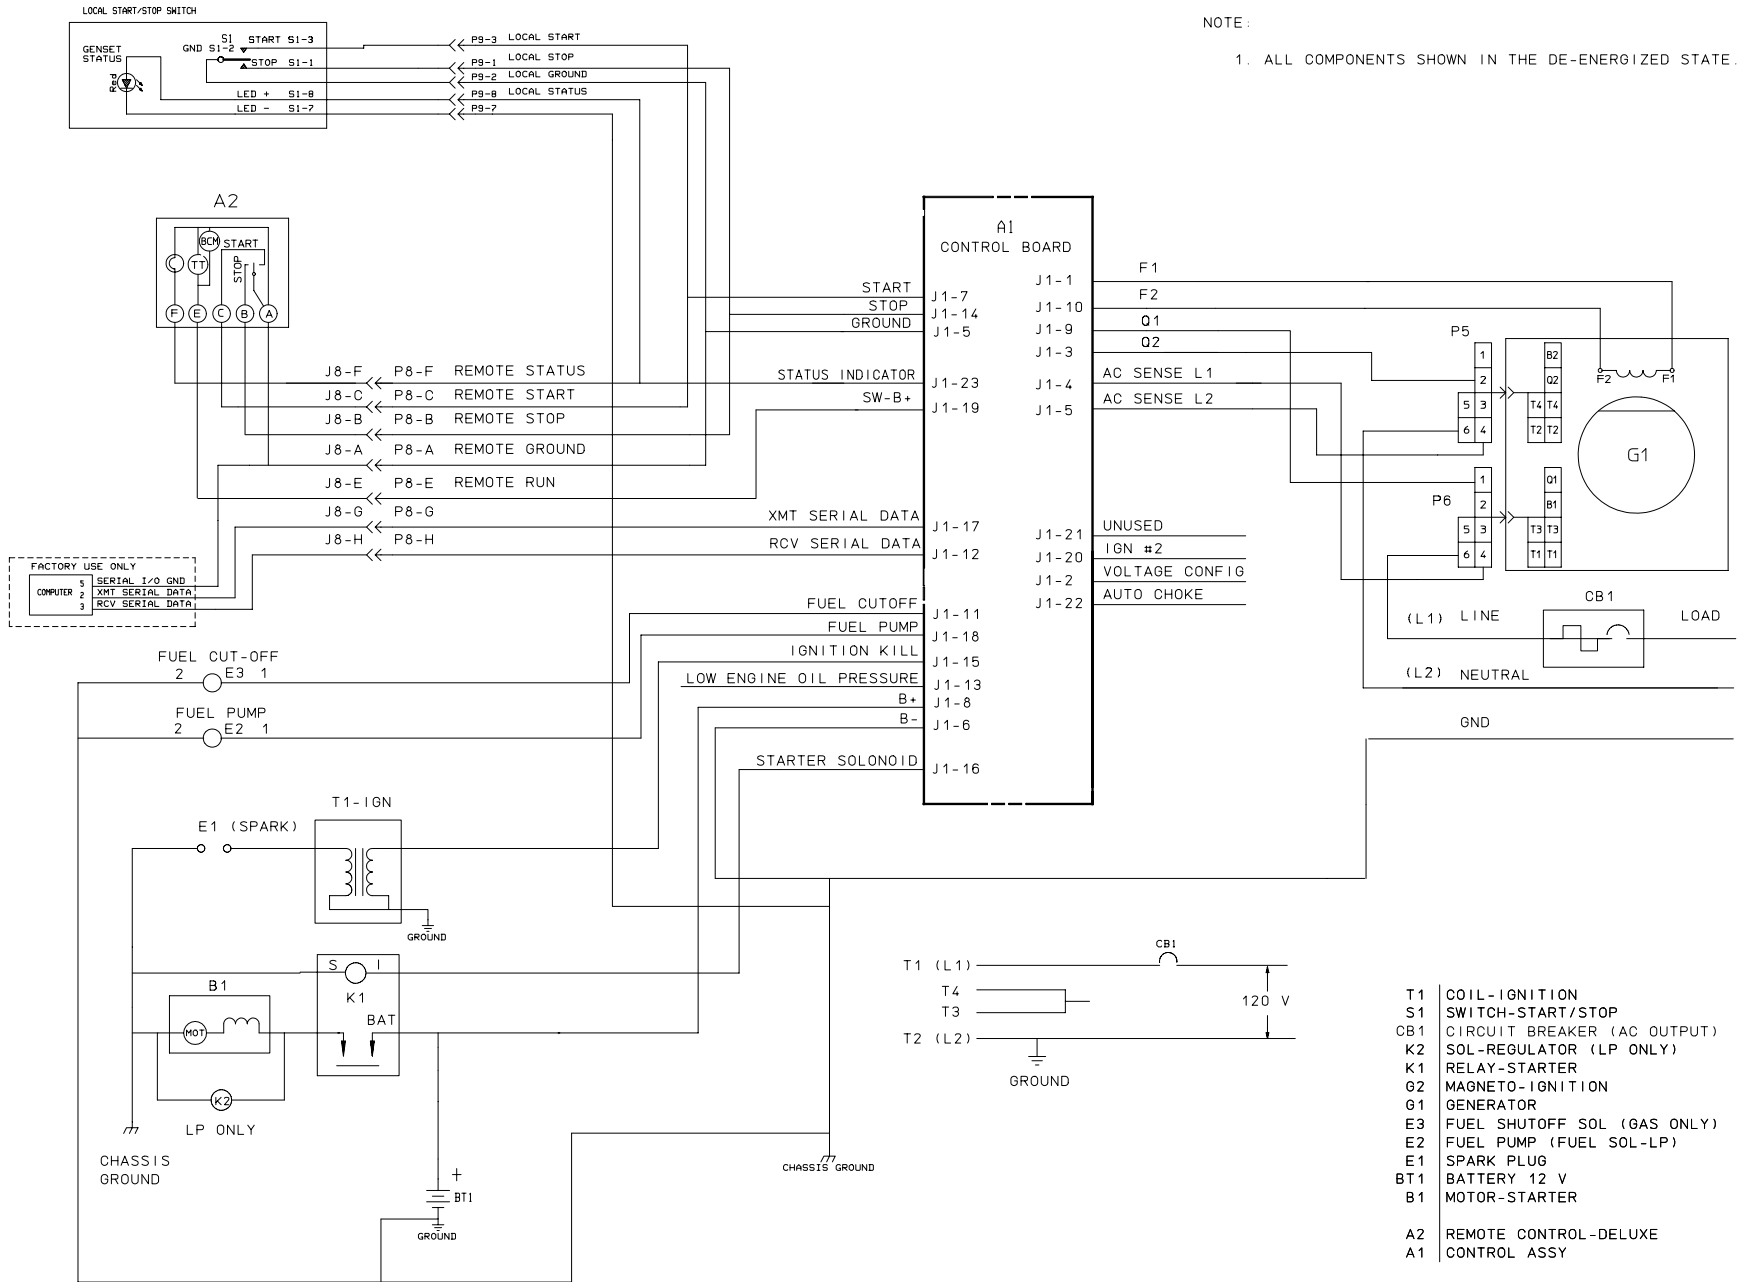 LOCAL START/STOP SWITCH
GENSET
STATUS
Red
S1
GND S1-2
START S1-3
STOP S1-1
LED + S1-8
LED - S1-7
P9-3 LOCAL START
P9-1 LOCAL STOP
P9-2 LOCAL GROUND
P9-8 LOCAL STATUS
P9-7
NOTE:
1. ALL COMPONENTS SHOWN IN THE DE-ENERGIZED STATE.
A2
BCM
START
TT
STOP
F E C B A
J8-F P8-F REMOTE STATUS
J8-C P8-C REMOTE START
J8-B P8-B REMOTE STOP
J8-A P8-A REMOTE GROUND
J8-E P8-E REMOTE RUN
J8-G P8-G
J8-H P8-H
FACTORY USE ONLY
COMPUTER
5 SERIAL I/O GND
2 XMT SERIAL DATA
3 RCV SERIAL DATA
A1
CONTROL BOARD
START J1-7
STOP J1-14
GROUND J1-5
STATUS INDICATOR J1-23
SW-B+ J1-19
XMT SERIAL DATA J1-17
RCV SERIAL DATA J1-12
FUEL CUTOFF J1-11
FUEL PUMP J1-18
IGNITION KILL J1-15
LOW ENGINE OIL PRESSURE J1-13
B+ J1-8
B- J1-6
STARTER SOLONOID J1-16
J1-1 F1
J1-10 F2
J1-9 Q1
J1-3 Q2
J1-4 AC SENSE L1
J1-5 AC SENSE L2
J1-21 UNUSED
J1-20 IGN #2
J1-2 VOLTAGE CONFIG
J1-22 AUTO CHOKE
P5
1
2
5 3
6 4
B2
Q2
T4 T4
T2 T2
F2 F1
G1
P6
1
2
5 3
6 4
Q1
B1
T3 T3
T1 T1
CB1
(L1) LINE
LOAD
(L2) NEUTRAL
GND
FUEL CUT-OFF
2 E3 1
FUEL PUMP
2 E2 1
T1-IGN
E1 (SPARK)
GROUND
S I
K1
BAT
B1
MOT
K2
LP ONLY
CHASSIS
GROUND
+
BT1
GROUND
CHASSIS GROUND
CB1
T1 (L1)
T4
T3
T2 (L2)
120 V
GROUND
T1 COIL-IGNITION
S1 SWITCH-START/STOP
CB1 CIRCUIT BREAKER (AC OUTPUT)
K2 SOL-REGULATOR (LP ONLY)
K1 RELAY-STARTER
G2 MAGNETO-IGNITION
G1 GENERATOR
E3 FUEL SHUTOFF SOL (GAS ONLY)
E2 FUEL PUMP (FUEL SOL-LP)
E1 SPARK PLUG
BT1 BATTERY 12 V
B1 MOTOR-STARTER
A2 REMOTE CONTROL-DELUXE
A1 CONTROL ASSY